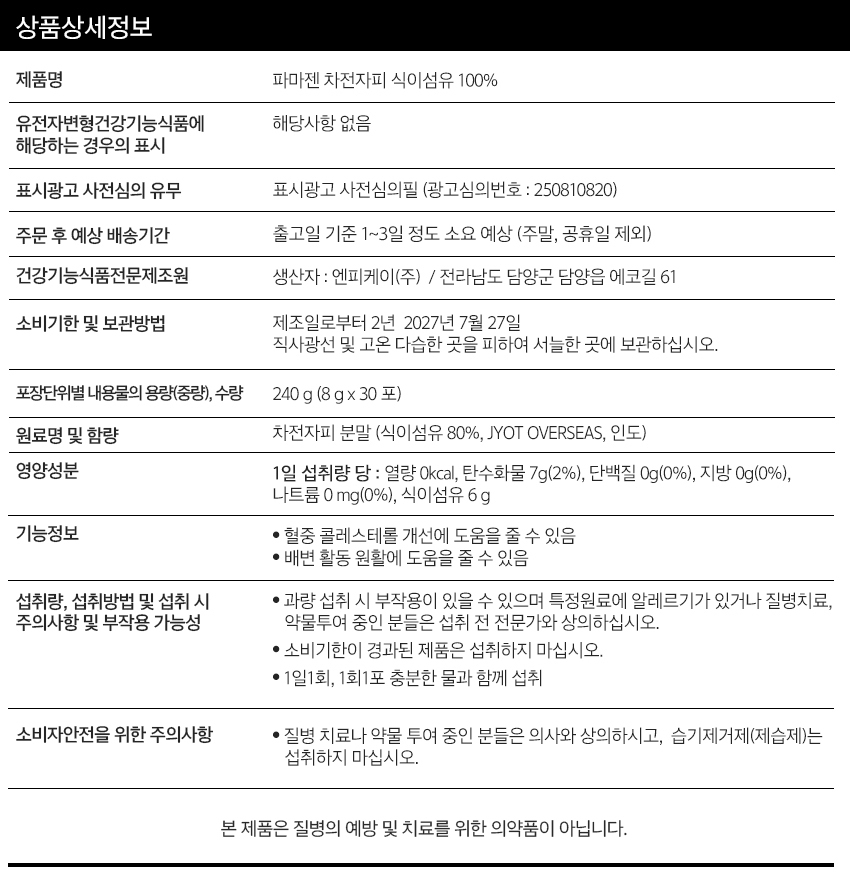 상품상세정보
제품명
파마젠 차전자피 식이섬유 100%
유전자변형건강기능식품에
해당하는 경우의 표시
해당사항 없음
표시광고 사전심의 유무
표시광고 사전심의필 (광고심의번호 : 250810820)
주문 후 예상 배송기간
출고일 기준 1~3일 정도 소요 예상 (주말, 공휴일 제외)
건강기능식품전문제조원
생산자 : 엔피케이(주) / 전라남도 담양군 담양읍 에코길 61
소비기한 및 보관방법
제조일로부터 2년 2027년 7월 27일
직사광선 및 고온 다습한 곳을 피하여 서늘한 곳에 보관하십시오.
포장단위별 내용물의 용량(중량), 수량
240 g (8 g x 30 포)
원료명 및 함량
차전자피 분말 (식이섬유 80%, JYOT OVERSEAS, 인도)
영양성분
1일 섭취량 당 : 열량 0kcal, 탄수화물 7g(2%), 단백질 0g(0%), 지방 0g(0%),
나트륨 0 mg(0%), 식이섬유 6 g
기능정보
• 혈중 콜레스테롤 개선에 도움을 줄 수 있음
• 배변 활동 원활에 도움을 줄 수 있음
섭취량, 섭취방법 및 섭취 시
주의사항 및 부작용 가능성
• 과량 섭취 시 부작용이 있을 수 있으며 특정원료에 알레르기가 있거나 질병치료,
약물투여 중인 분들은 섭취 전 전문가와 상의하십시오.
• 소비기한이 경과된 제품은 섭취하지 마십시오.
• 1일1회, 1회1포 충분한 물과 함께 섭취
소비자안전을 위한 주의사항
• 질병 치료나 약물 투여 중인 분들은 의사와 상의하시고, 습기제거제(제습제)는
섭취하지 마십시오.
본 제품은 질병의 예방 및 치료를 위한 의약품이 아닙니다.